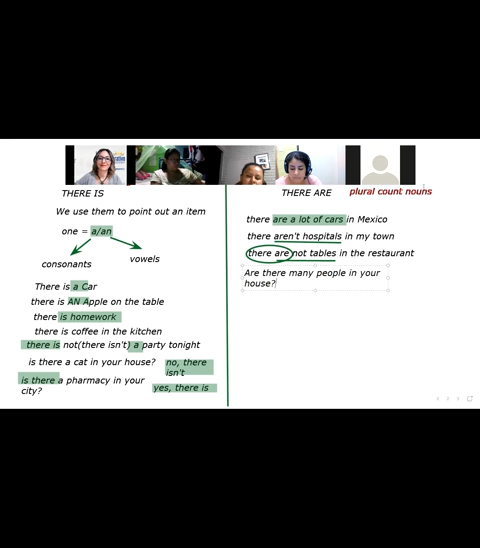 THERE IS
We use them to point out an item
one = a/an
consonants
vowels
There is a Car
there is AN Apple on the table
there is homework
there is coffee in the kitchen
there is not(there isn't) a party tonight
is there a cat in your house?
no, there
isn't
is there a pharmacy in your
city?
yes, there is
THERE ARE
plural count nouns
there are a lot of cars in Mexico
there aren't hospitals in my town
there are not tables in the restaurant
Are there many people in your
house?